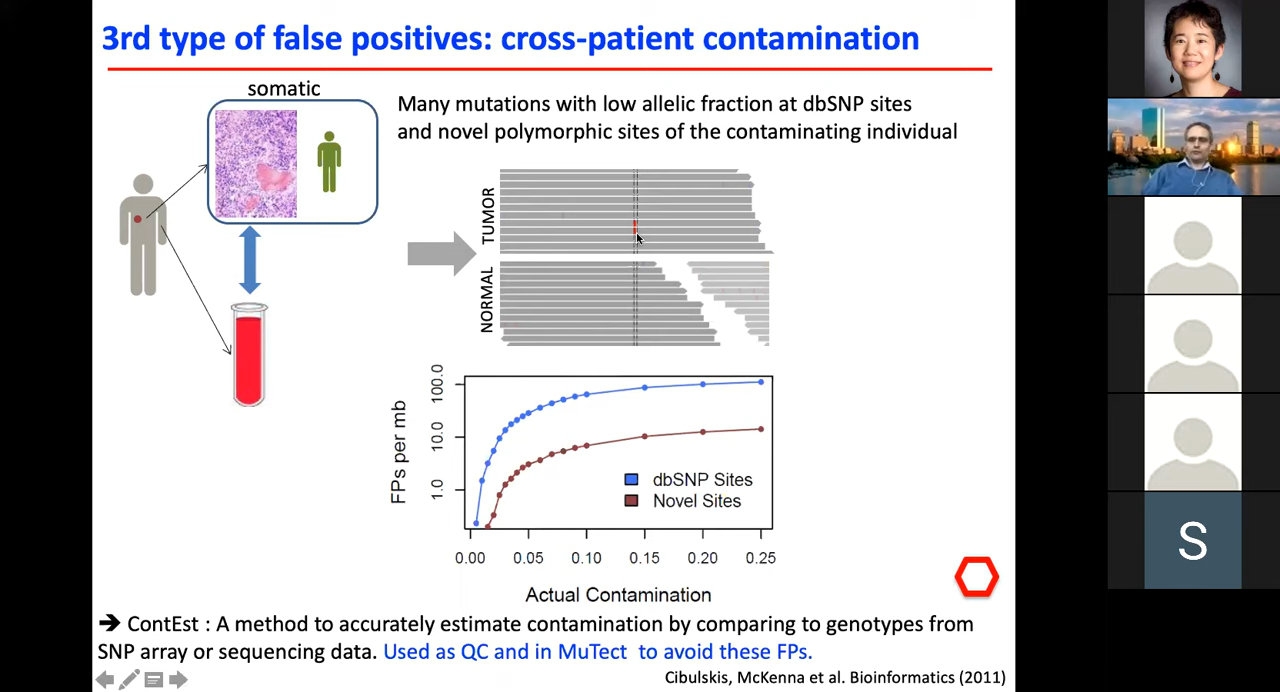 3rd type of false positives: cross-patient contamination
somatic
Many mutations with low allelic fraction at dbSNP sites
and novel polymorphic sites of the contaminating individual
TUMOR
NORMAL
FPs per mb
100.0
10.0
1.0
dbSNP Sites
Novel Sites
0.00 0.05 0.10 0.15 0.20 0.25
Actual Contamination
➔ ContEst : A method to accurately estimate contamination by comparing to genotypes from
SNP array or sequencing data. Used as QC and in MuTect to avoid these FPs.
Cibulskis, McKenna et al. Bioinformatics (2011)
S